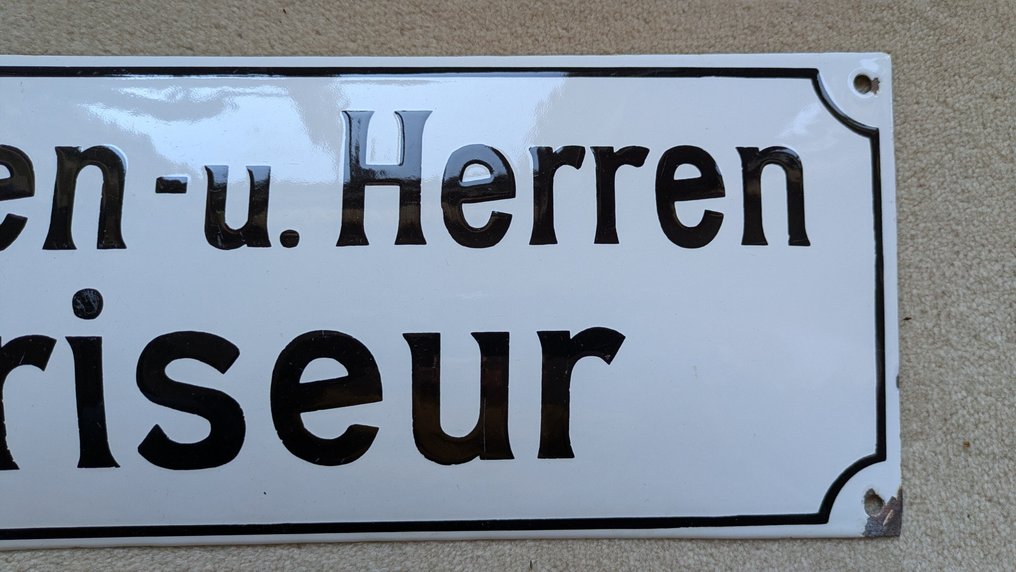 en - u. Herren
riseur